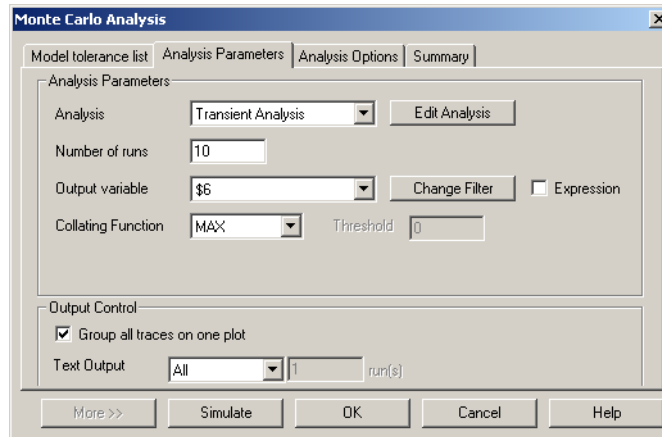 Monte Carlo Analysis
Model tolerance list Analysis Parameters Analysis Options Summary
Analysis Parameters
Analysis Transient Analysis Edit Analysis
Number of runs 10
Output variable $6 Change Filter Expression
Collating Function MAX Threshold 0
Output Control
Group all traces on one plot
Text Output All 1 run(s)
More >> Simulate OK Cancel Help